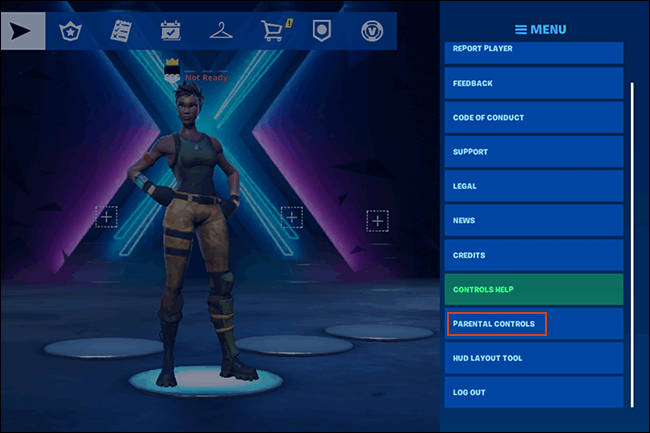 MENU
1
REPORT PLAYER
Not Ready
FEEDBACK
CODE OF CONDUCT
SUPPORT
LEGAL
NEWS
CREDITS
CONTROLS HELP
PARENTAL CONTROLS
HUD LAYOUT TOOL
LOG OUT